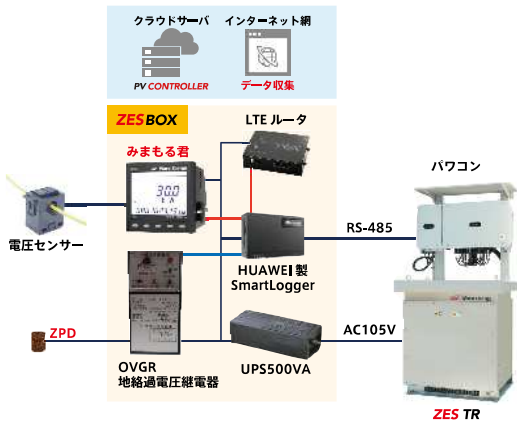 クラウドサーバ
インターネット網
PV CONTROLLER
データ収集
ZESBOX
LTE ルータ
みまもる君
30.0
パワコン
電圧センサー
RS-485
HUAWEI 製
SmartLogger
ZPD
AC105V
OVGR
地絡過電圧継電器
UPS500VA
ZES TR